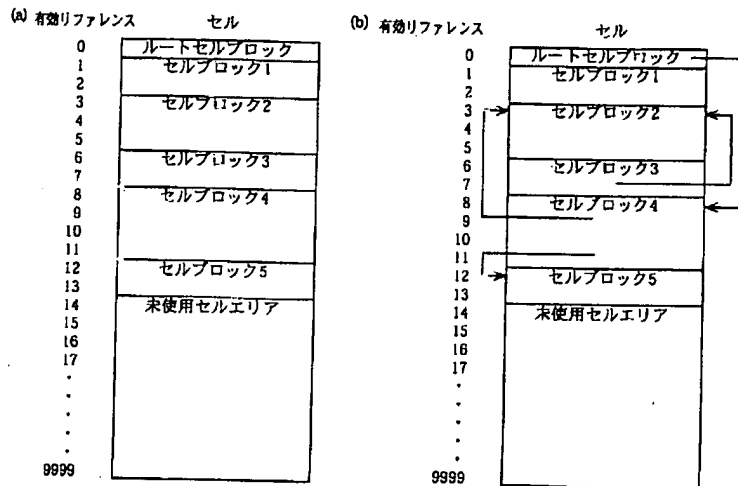 (a) 有効リファレンス セル
0 ルートセルブロック
1 セルブロック1
2
3 セルブロック2
4
5
6 セルブロック3
7
8 セルブロック4
9
10
11
12 セルブロック5
13
14 未使用セルエリア
15
16
17
9999
(b) 有効リファレンス セル
0 ルートセルブロック
1 セルブロック1
2
3 セルブロック2
4
5
6 セルブロック3
7
8 セルブロック4
9
10
11
12 セルブロック5
13
14 未使用セルエリア
15
16
17
9999